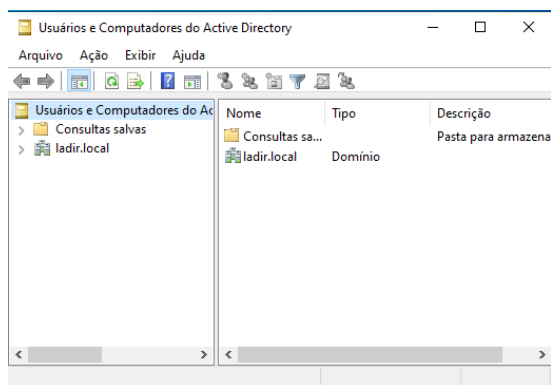 Usuários e Computadores do Active Directory
Arquivo Ação Exibir Ajuda
Usuários e Computadores do Ac
Consultas salvas
ladir.local
Nome Tipo Descrição
Consultas sa... Pasta para armazena
ladir.local Domínio